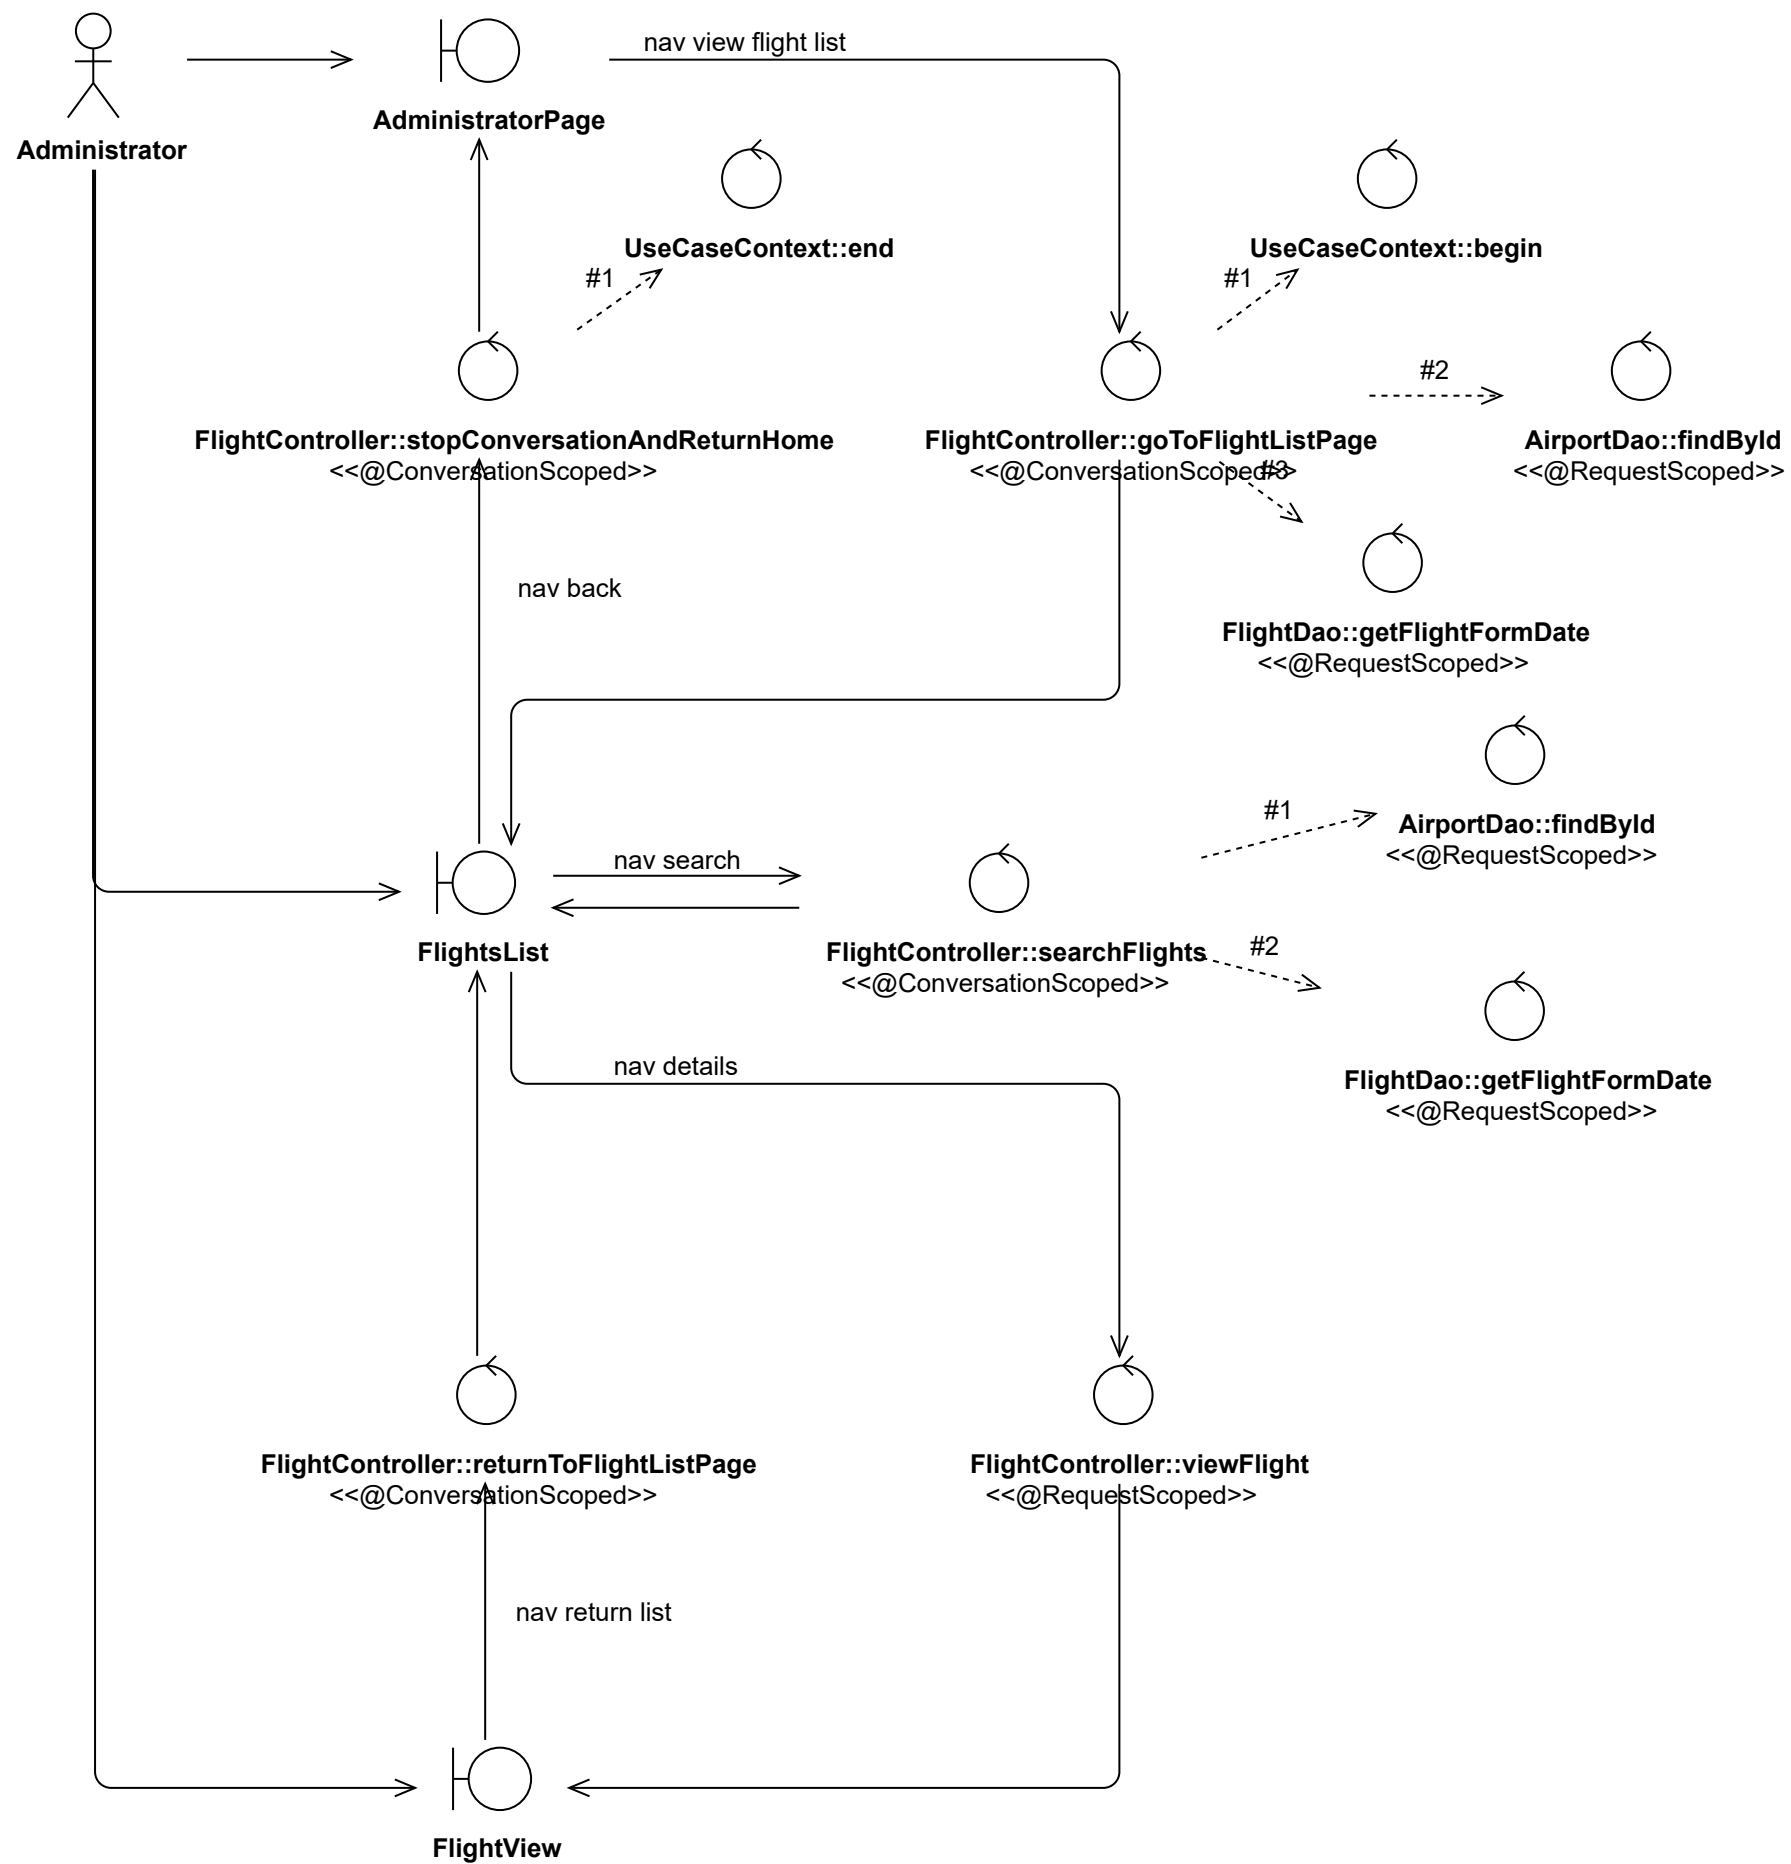 nav view flight list
AdministratorPage
Administrator
UseCaseContext::end
UseCaseContext::begin
#1
#1
#2
FlightController::stopConversationAndReturnHome
<<@ConversationScoped>>
FlightController::goToFlightListPage
<<@ConversationScoped>>
AirportDao::findById
<<@RequestScoped>>
#3
nav back
FlightDao::getFlightFormDate
<<@RequestScoped>>
#1
AirportDao::findById
<<@RequestScoped>>
nav search
FlightsList
FlightController::searchFlights
<<@ConversationScoped>>
#2
nav details
FlightDao::getFlightFormDate
<<@RequestScoped>>
FlightController::returnToFlightListPage
<<@ConversationScoped>>
FlightController::viewFlight
<<@RequestScoped>>
nav return list
FlightView